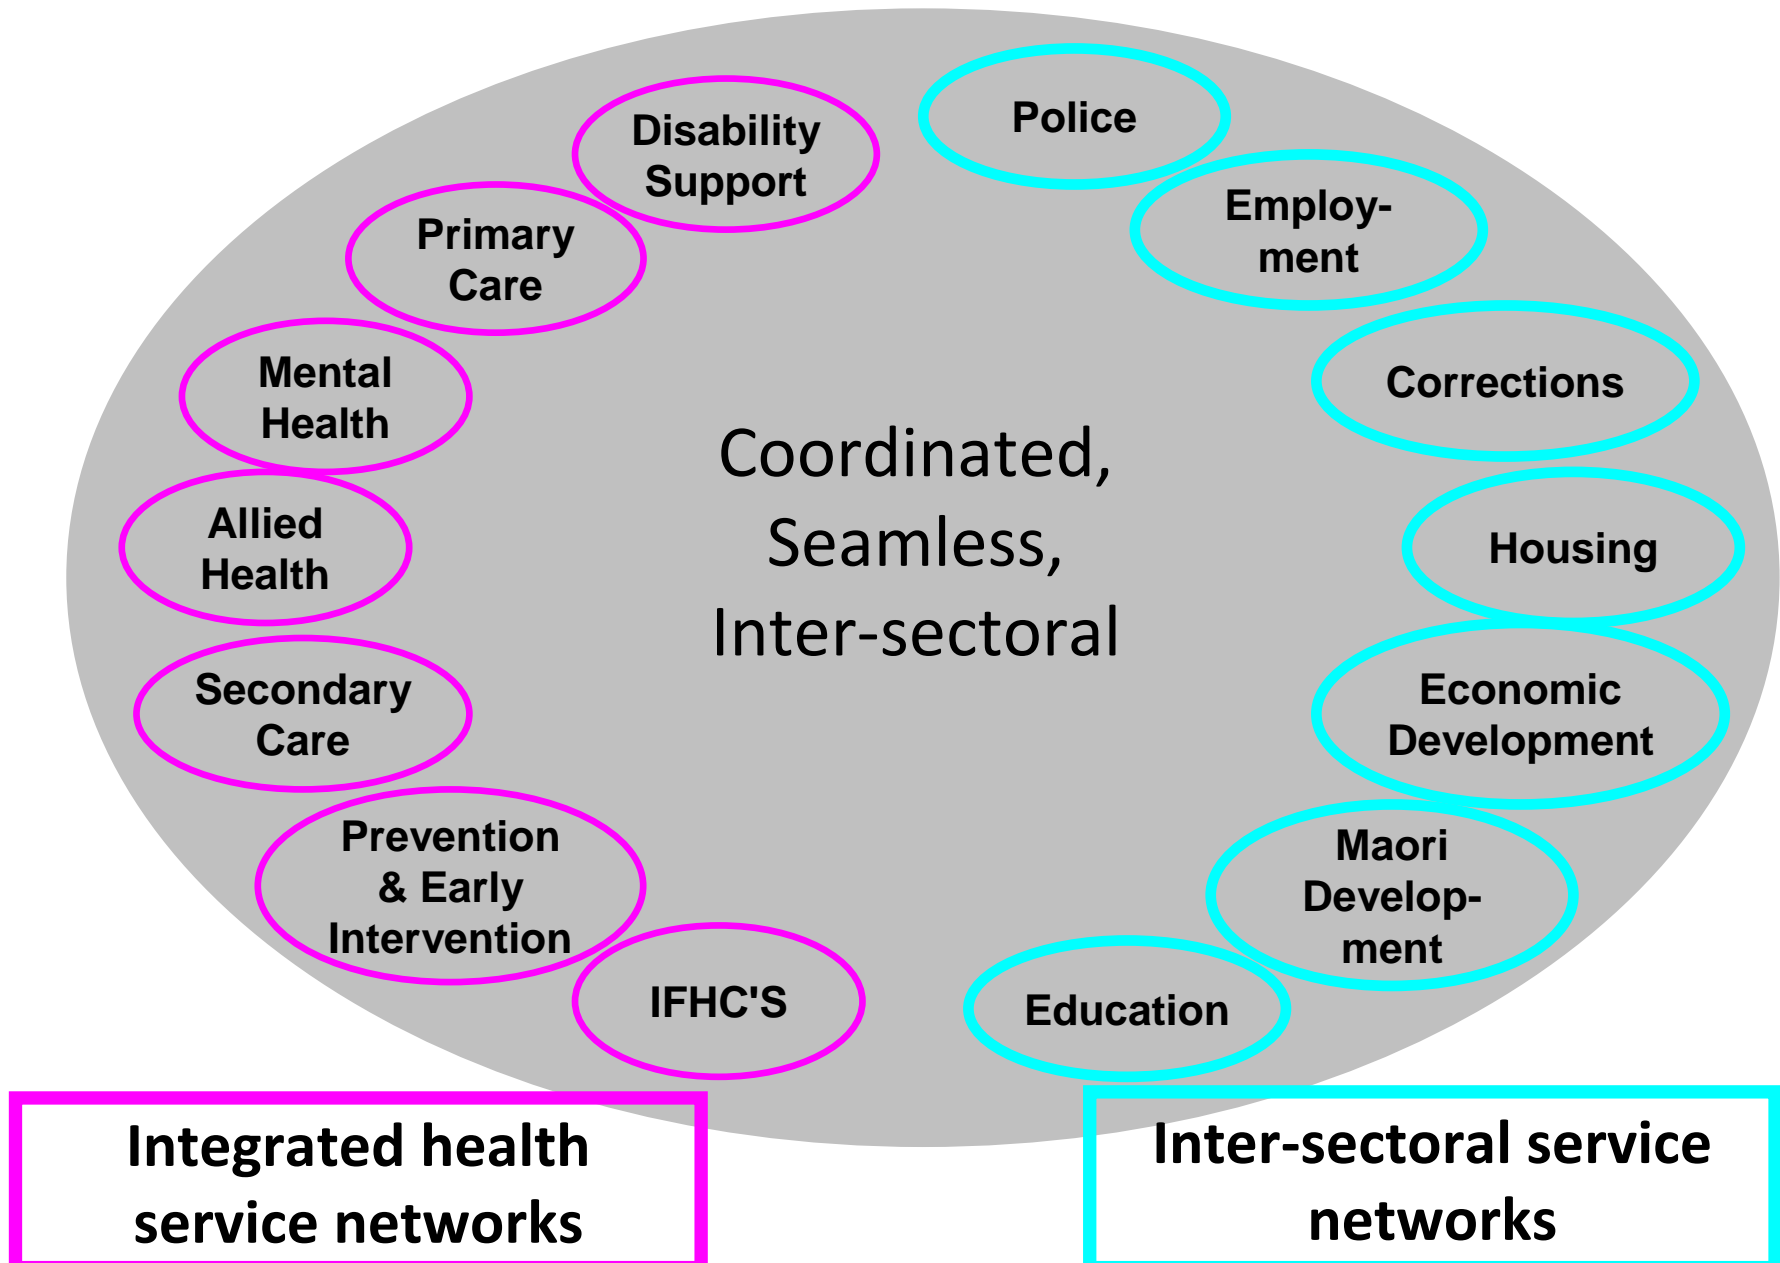 Disability
Support
Primary
Care
Mental
Health
Allied
Health
Secondary
Care
Prevention
& Early
Intervention
IFHC'S
Coordinated,
Seamless,
Inter-sectoral
Police
Employ-
ment
Corrections
Housing
Economic
Development
Maori
Develop-
ment
Education
Integrated health
service networks
Inter-sectoral service
networks